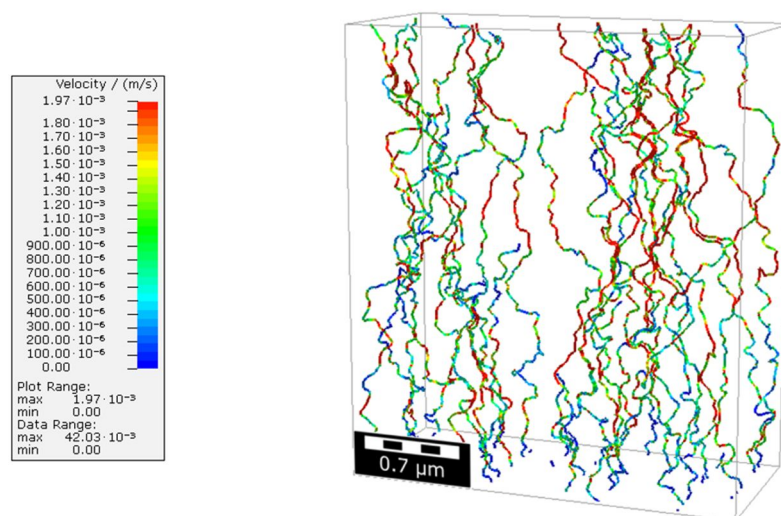 Velocity / (m/s)
1.97·10⁻³
1.80·10⁻³
1.70·10⁻³
1.60·10⁻³
1.50·10⁻³
1.40·10⁻³
1.30·10⁻³
1.20·10⁻³
1.10·10⁻³
1.00·10⁻³
900.00·10⁻⁶
800.00·10⁻⁶
700.00·10⁻⁶
600.00·10⁻⁶
500.00·10⁻⁶
400.00·10⁻⁶
300.00·10⁻⁶
200.00·10⁻⁶
100.00·10⁻⁶
0.00
Plot Range:
max 1.97·10⁻³
min 0.00
Data Range:
max 42.03·10⁻³
min 0.00
0.7 μm